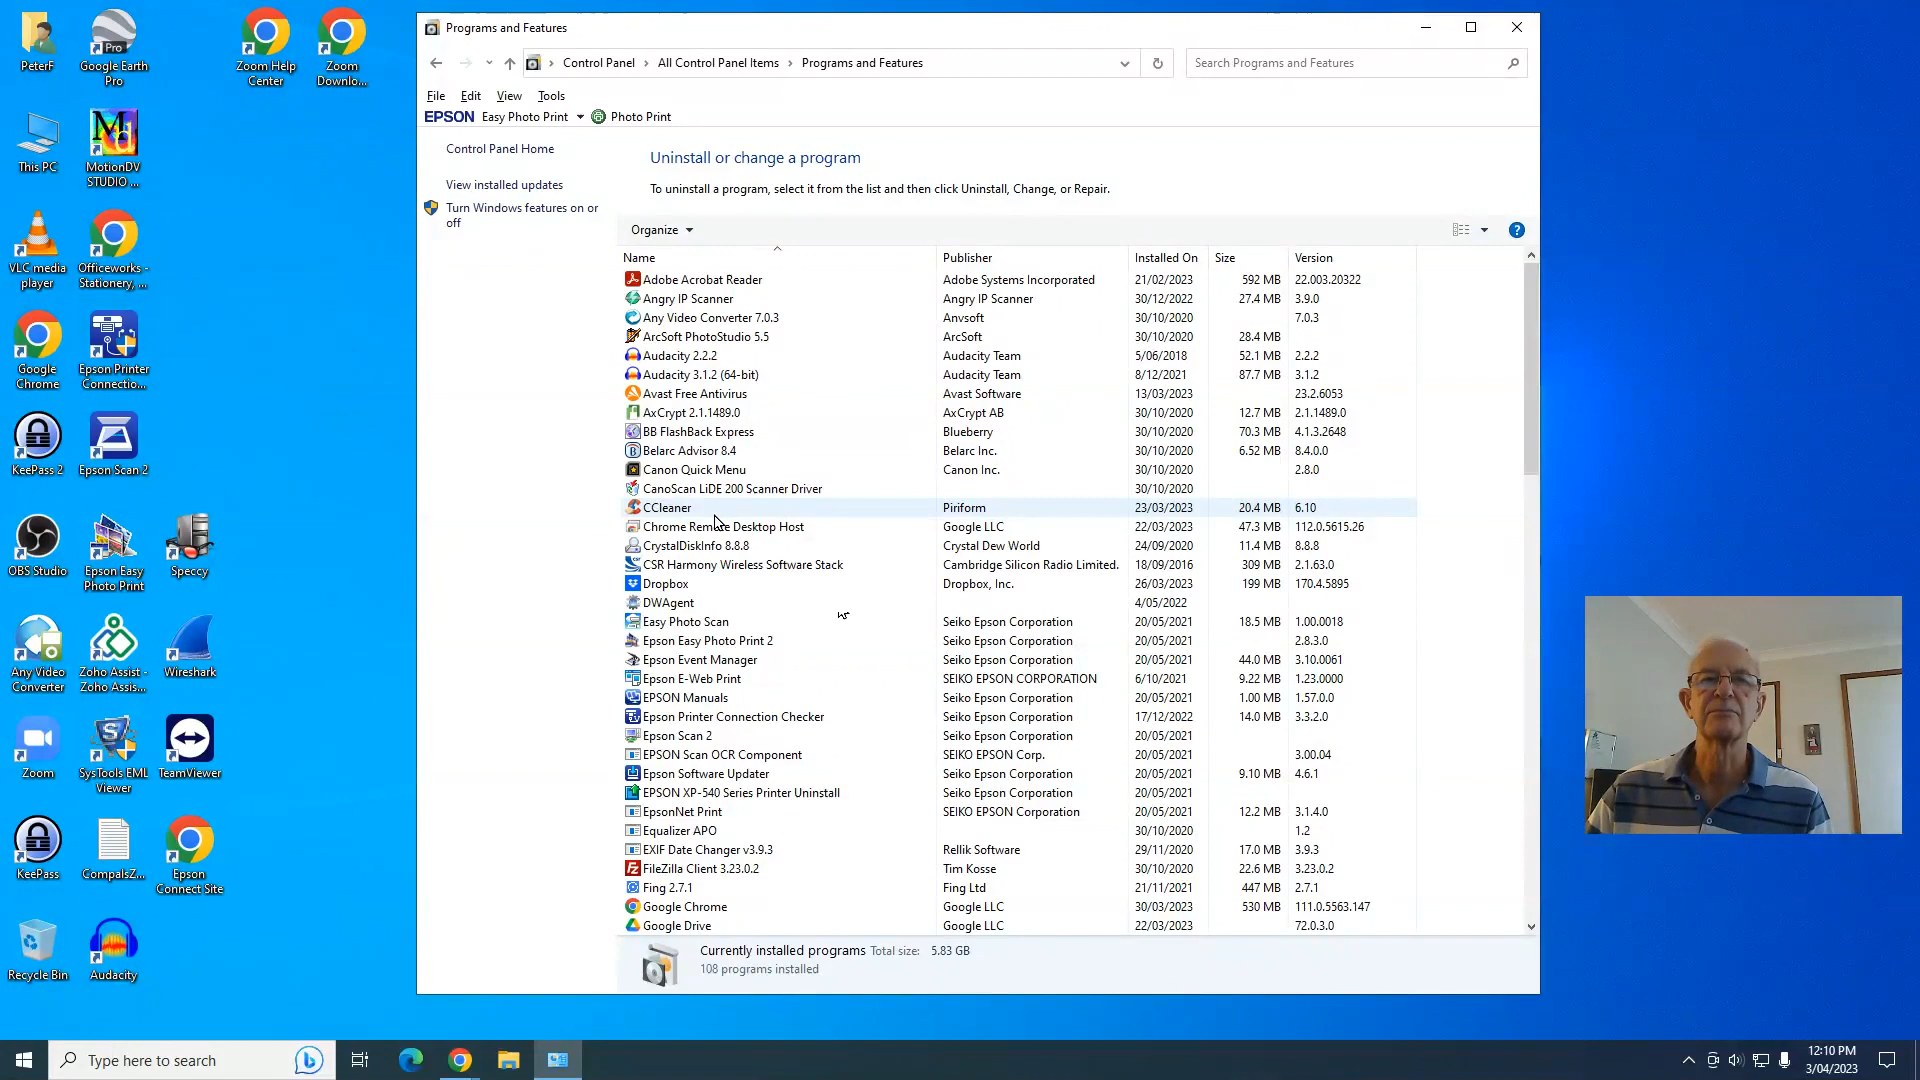 PeterF
Google Earth
Pro
Zoom Help
Center
Zoom
Downlo...
This PC
MotionDV
STUDIO ...
VLC media
player
Officeworks -
Stationery, ...
Google
Chrome
Epson Printer
Connectio...
KeePass 2
Epson Scan 2
OBS Studio
Epson Easy
Photo Print
Speccy
Any Video
Converter
Zoho Assist -
Zoho Assis...
Wireshark
Zoom
SysTools EML
Viewer
TeamViewer
KeePass
CompalsZ...
Epson
Connect Site
Recycle Bin
Audacity
Programs and Features
Control Panel > All Control Panel Items > Programs and Features
Search Programs and Features
File Edit View Tools
EPSON Easy Photo Print Photo Print
Control Panel Home
View installed updates
Turn Windows features on or
off
Uninstall or change a program
To uninstall a program, select it from the list and then click Uninstall, Change, or Repair.
Organize
Name Publisher Installed On Size Version
Adobe Acrobat Reader Adobe Systems Incorporated 21/02/2023 592 MB 22.003.20322
Angry IP Scanner Angry IP Scanner 30/12/2022 27.4 MB 3.9.0
Any Video Converter 7.0.3 Anvsoft 30/10/2020 7.0.3
ArcSoft PhotoStudio 5.5 ArcSoft 30/10/2020 28.4 MB
Audacity 2.2.2 Audacity Team 5/06/2018 52.1 MB 2.2.2
Audacity 3.1.2 (64-bit) Audacity Team 8/12/2021 87.7 MB 3.1.2
Avast Free Antivirus Avast Software 13/03/2023 23.2.6053
AxCrypt 2.1.1489.0 AxCrypt AB 30/10/2020 12.7 MB 2.1.1489.0
BB FlashBack Express Blueberry 30/10/2020 70.3 MB 4.1.3.2648
Belarc Advisor 8.4 Belarc Inc. 30/10/2020 6.52 MB 8.4.0.0
Canon Quick Menu Canon Inc. 30/10/2020 2.8.0
CanoScan LiDE 200 Scanner Driver 30/10/2020
CCleaner Piriform 23/03/2023 20.4 MB 6.10
Chrome Remote Desktop Host Google LLC 22/03/2023 47.3 MB 112.0.5615.26
CrystalDiskInfo 8.8.8 Crystal Dew World 24/09/2020 11.4 MB 8.8.8
CSR Harmony Wireless Software Stack Cambridge Silicon Radio Limited. 18/09/2016 309 MB 2.1.63.0
Dropbox Dropbox, Inc. 26/03/2023 199 MB 170.4.5895
DWAgent 4/05/2022
Easy Photo Scan Seiko Epson Corporation 20/05/2021 18.5 MB 1.00.0018
Epson Easy Photo Print 2 Seiko Epson Corporation 20/05/2021 2.8.3.0
Epson Event Manager Seiko Epson Corporation 20/05/2021 44.0 MB 3.10.0061
Epson E-Web Print SEIKO EPSON CORPORATION 6/10/2021 9.22 MB 1.23.0000
EPSON Manuals Seiko Epson Corporation 20/05/2021 1.00 MB 1.57.0.0
Epson Printer Connection Checker Seiko Epson Corporation 17/12/2022 14.0 MB 3.3.2.0
Epson Scan 2 Seiko Epson Corporation 20/05/2021
EPSON Scan OCR Component SEIKO EPSON Corp. 20/05/2021 3.00.04
Epson Software Updater Seiko Epson Corporation 20/05/2021 9.10 MB 4.6.1
EPSON XP-540 Series Printer Uninstall Seiko Epson Corporation 20/05/2021
EpsonNet Print SEIKO EPSON Corporation 20/05/2021 12.2 MB 3.1.4.0
Equalizer APO 30/10/2020 1.2
EXIF Date Changer v3.9.3 Rellik Software 29/11/2020 17.0 MB 3.9.3
FileZilla Client 3.23.0.2 Tim Kosse 30/10/2020 22.6 MB 3.23.0.2
Fing 2.7.1 Fing Ltd 21/11/2021 447 MB 2.7.1
Google Chrome Google LLC 30/03/2023 530 MB 111.0.5563.147
Google Drive Google LLC 22/03/2023 72.0.3.0
Currently installed programs Total size: 5.83 GB
108 programs installed
Type here to search
12:10 PM
3/04/2023